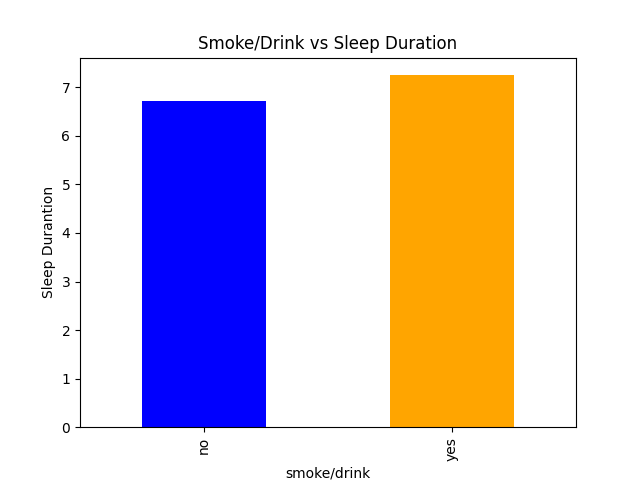 Smoke/Drink vs Sleep Duration
Sleep Durantion
7
6
5
4
3
2
1
0
no
yes
smoke/drink